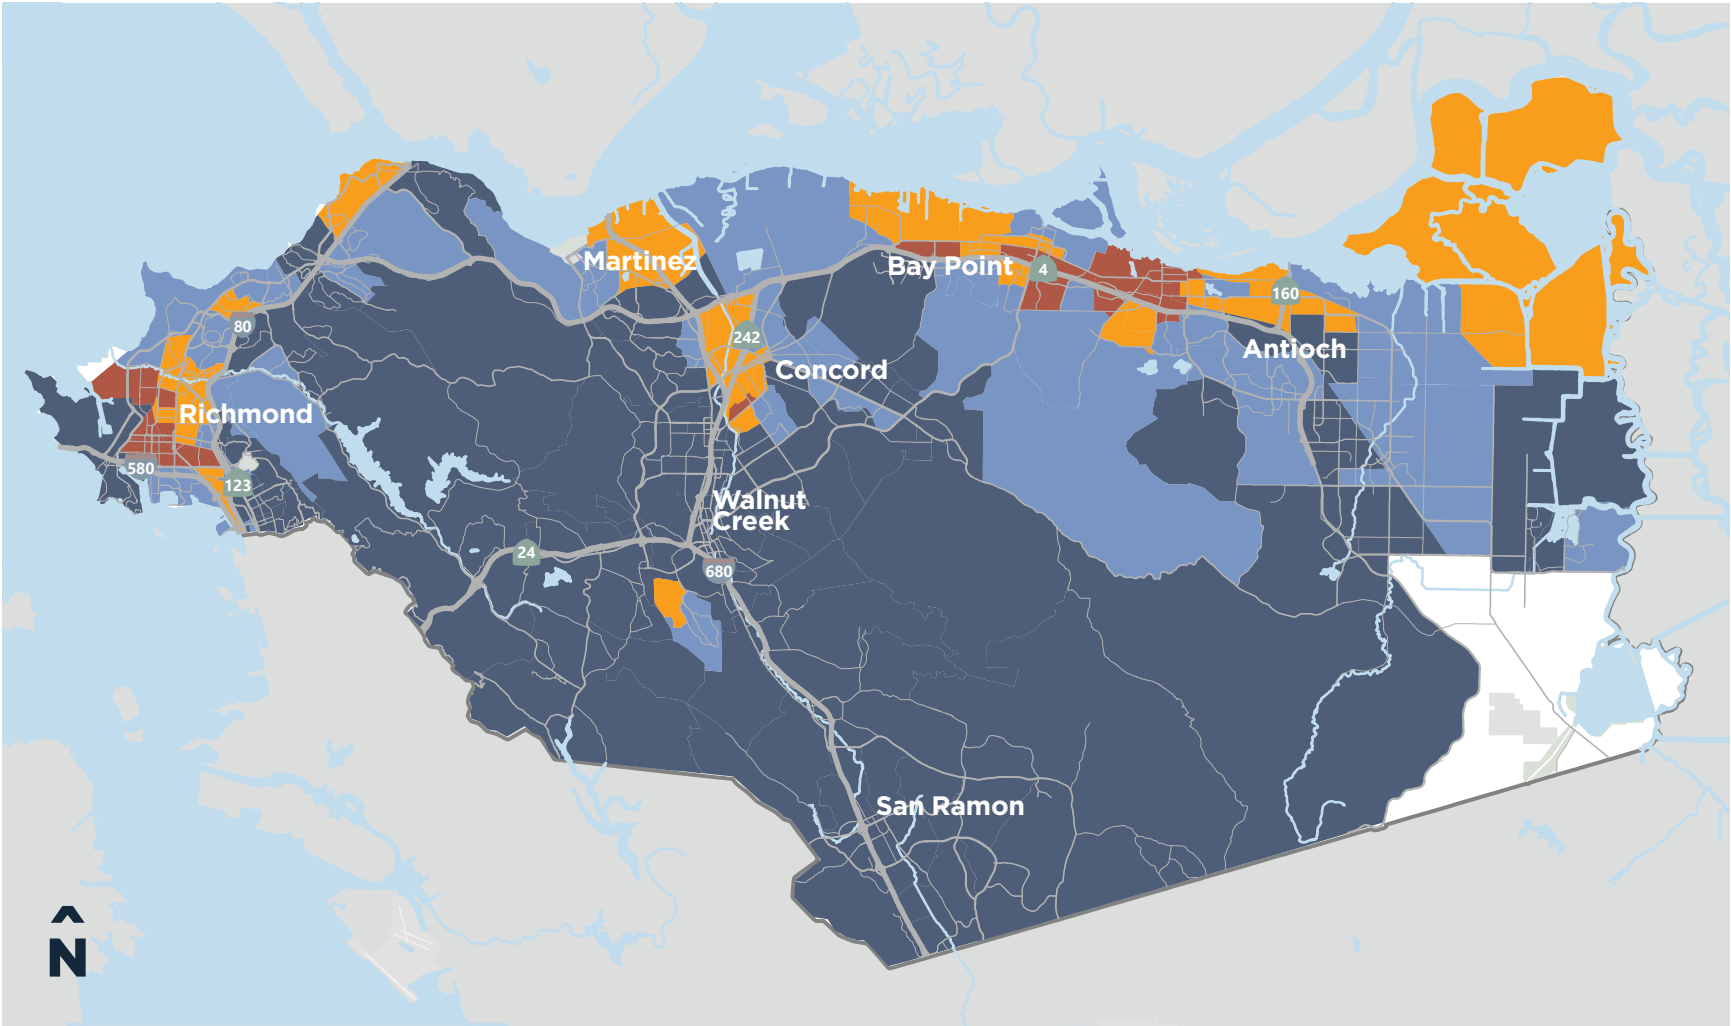 Martinez
Bay Point
4
160
80
242
Antioch
Concord
Richmond
580
123
Walnut
Creek
24
680
San Ramon
N